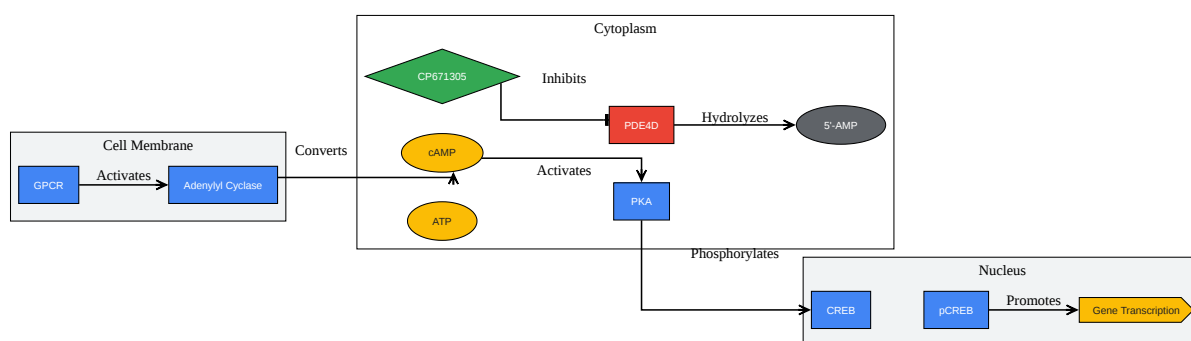 Cytoplasm
CP671305
Inhibits
PDE4D
Hydrolyzes
5'-AMP
Cell Membrane
GPCR
Activates
Adenylyl Cyclase
Converts
cAMP
Activates
PKA
ATP
Phosphorylates
Nucleus
CREB
pCREB
Promotes
Gene Transcription